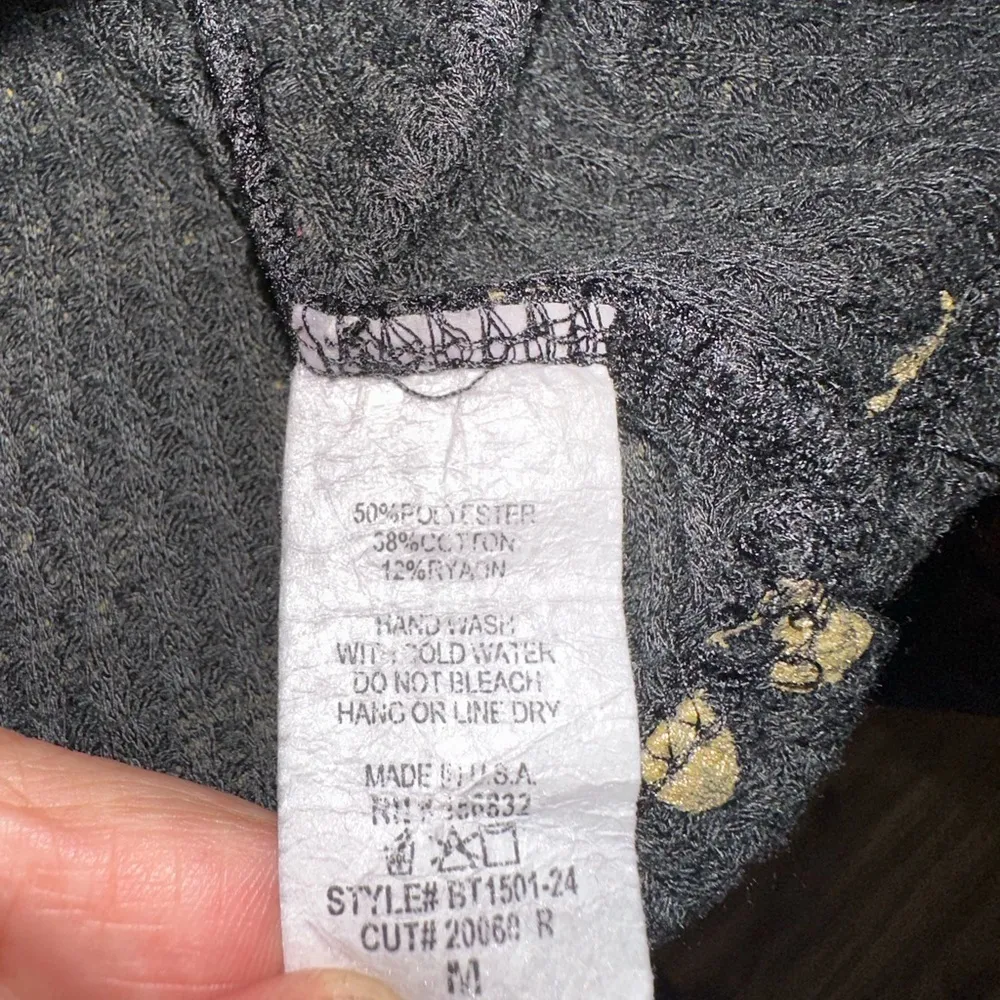 50%POLYESTER
38%COTTON
12%RYAON
HAND WASH
WITH COLD WATER
DO NOT BLEACH
HANG OR LINE DRY
MADE IN U.S.A.
RN #
STYLE# BT1501-24
CUT# R
M